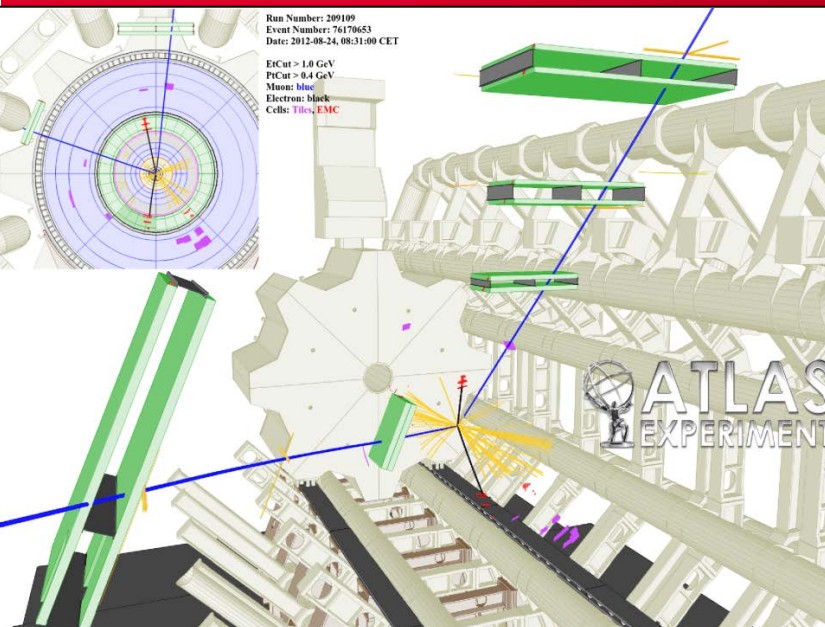 Run Number: 209109
Event Number: 76170653
Date: 2012-08-24, 08:31:00 CET
EtCut > 1.0 GeV
PtCut > 0.4 GeV
Muon: blue
Electron: black
Cells: Tiles, EMC
ATLAS
EXPERIMENT